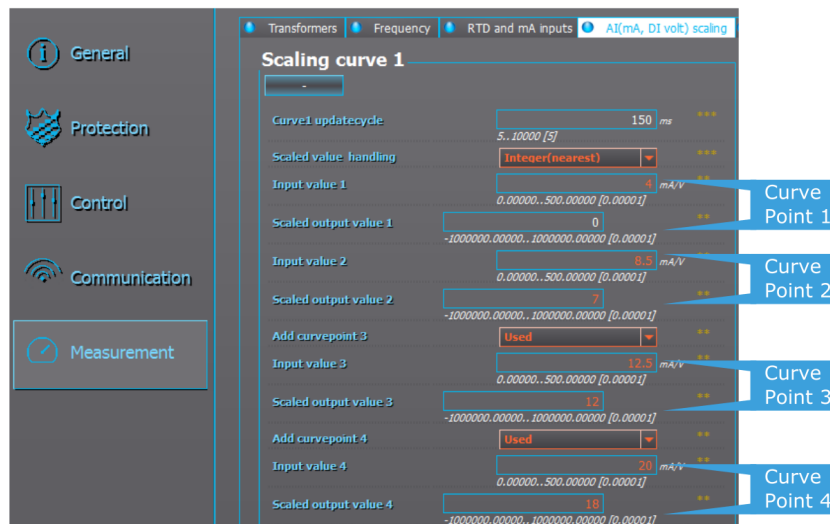 Transformers Frequency RTD and mA inputs AI(mA, DI volt) scaling
General
Protection
Control
Communication
Measurement
Scaling curve 1
-
Curve1 updatecycle 150 ms ***
5..10000 [5]
Scaled value handling Integer(nearest) ***
Input value 1 4 mA/V **
0.00000..500.00000 [0.00001]
Scaled output value 1 0 **
-1000000.00000..1000000.00000 [0.00001]
Input value 2 8.5 mA/V **
0.00000..500.00000 [0.00001]
Scaled output value 2 7 **
-1000000.00000..1000000.00000 [0.00001]
Add curvepoint 3 Used **
Input value 3 12.5 mA/V **
0.00000..500.00000 [0.00001]
Scaled output value 3 12 **
-1000000.00000..1000000.00000 [0.00001]
Add curvepoint 4 Used **
Input value 4 20 mA/V **
0.00000..500.00000 [0.00001]
Scaled output value 4 18 **
-1000000.00000..1000000.00000 [0.00001]
Curve
Point 1
Curve
Point 2
Curve
Point 3
Curve
Point 4